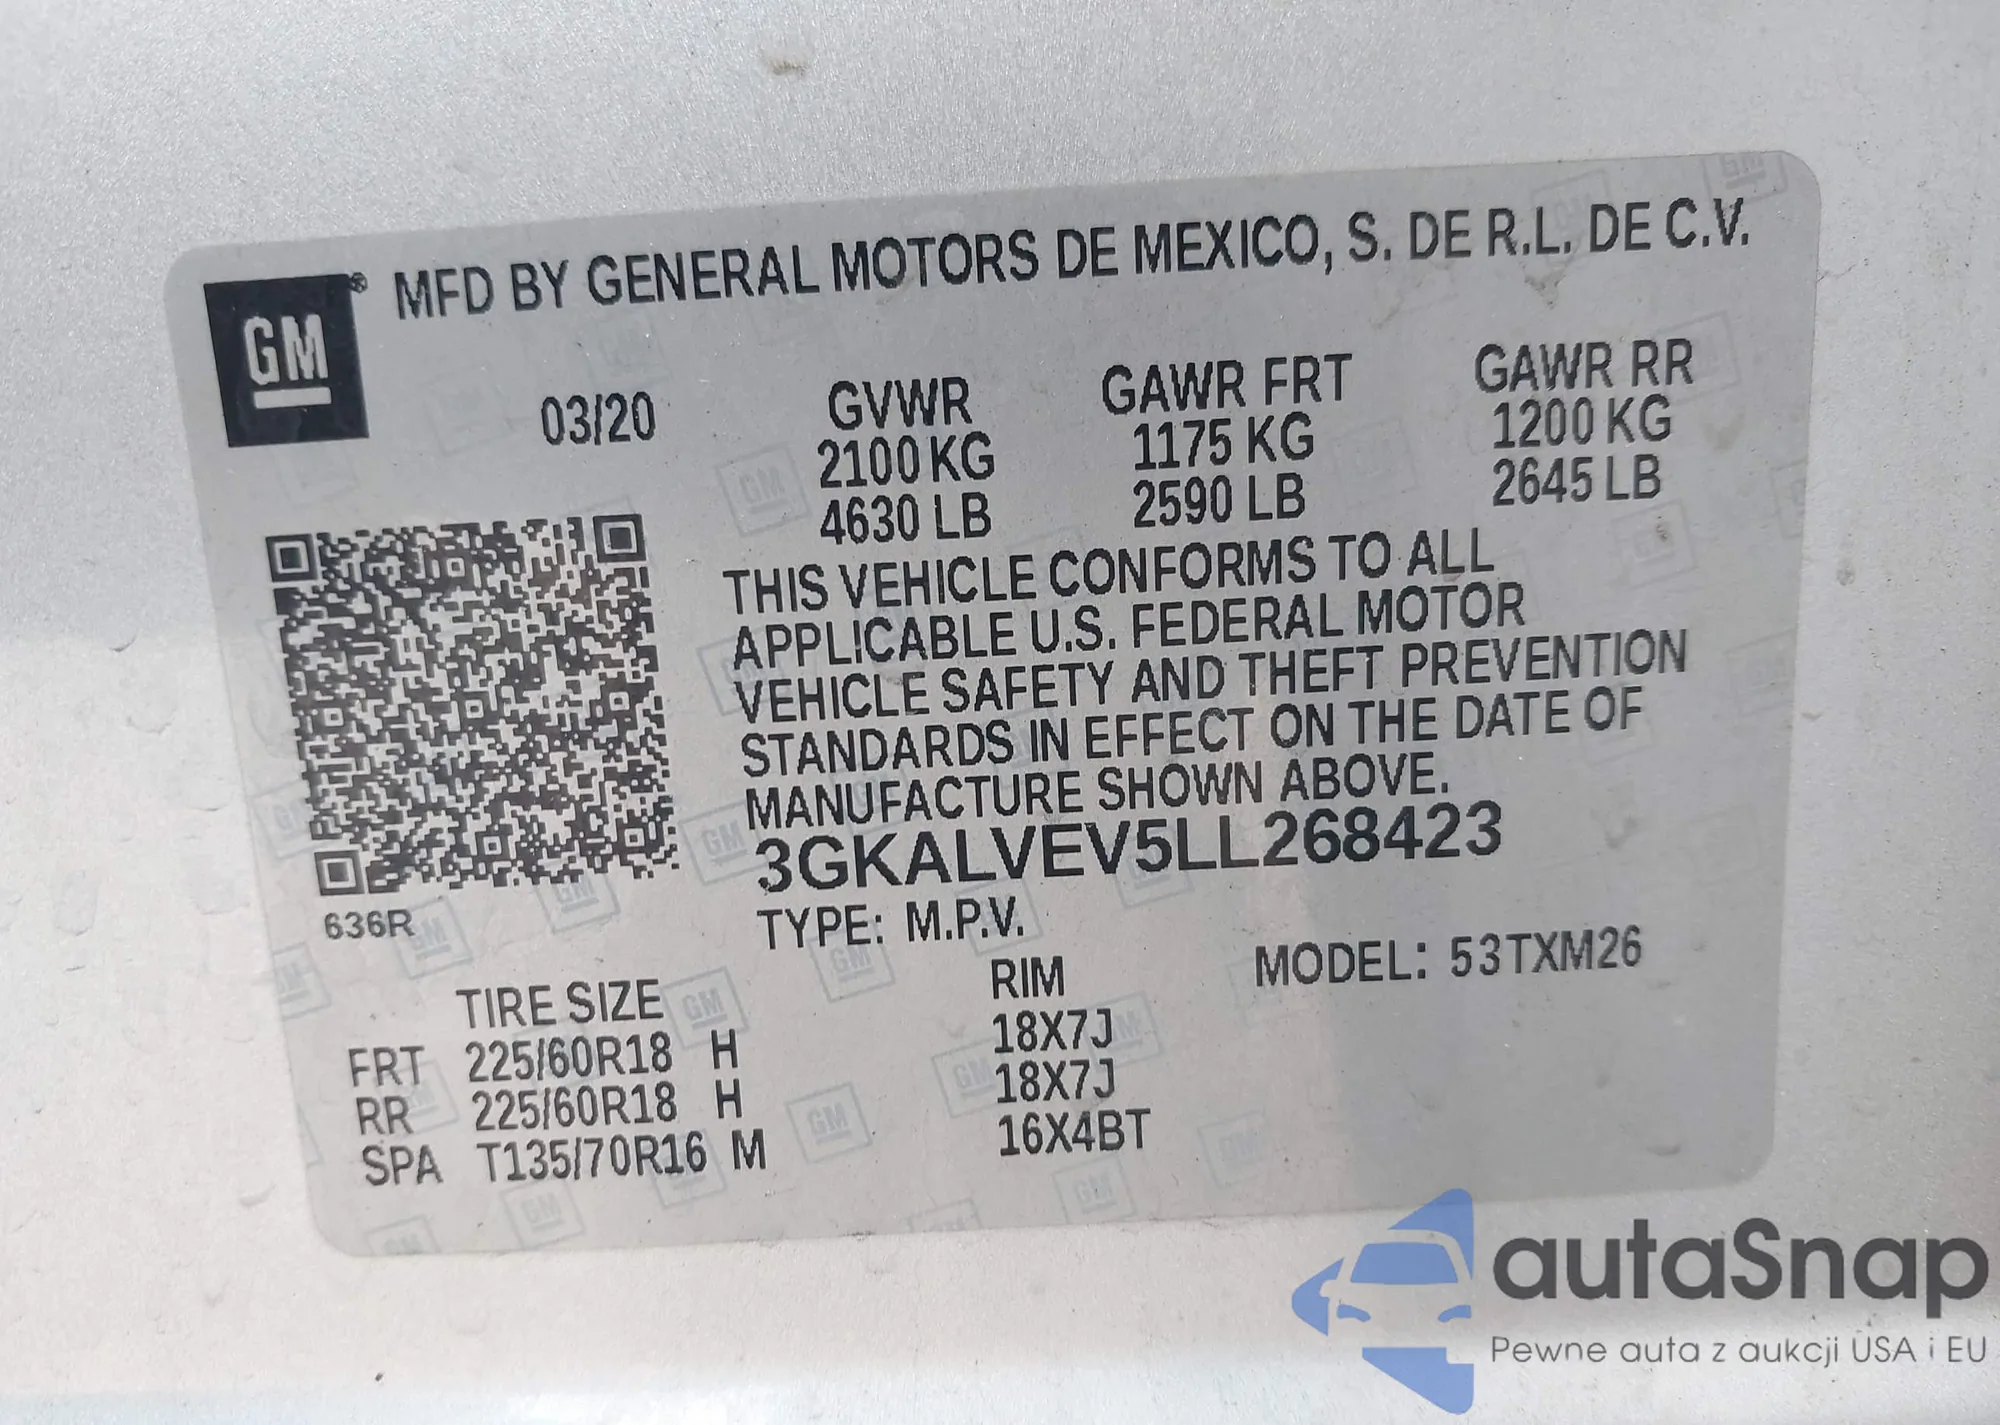 GM® MFD BY GENERAL MOTORS DE MEXICO, S. DE R.L. DE C.V.
03/20 GVWR GAWR FRT GAWR RR
2100 KG 1175 KG 1200 KG
4630 LB 2590 LB 2645 LB
THIS VEHICLE CONFORMS TO ALL
APPLICABLE U.S. FEDERAL MOTOR
VEHICLE SAFETY AND THEFT PREVENTION
STANDARDS IN EFFECT ON THE DATE OF
MANUFACTURE SHOWN ABOVE.
3GKALVEV5LL268423
636R
TYPE: M.P.V. MODEL: 53TXM26
TIRE SIZE RIM
FRT 225/60R18 H 18X7J
RR 225/60R18 H 18X7J
SPA T135/70R16 M 16X4BT
autaSnap
Pewne auta z aukcji USA i EU